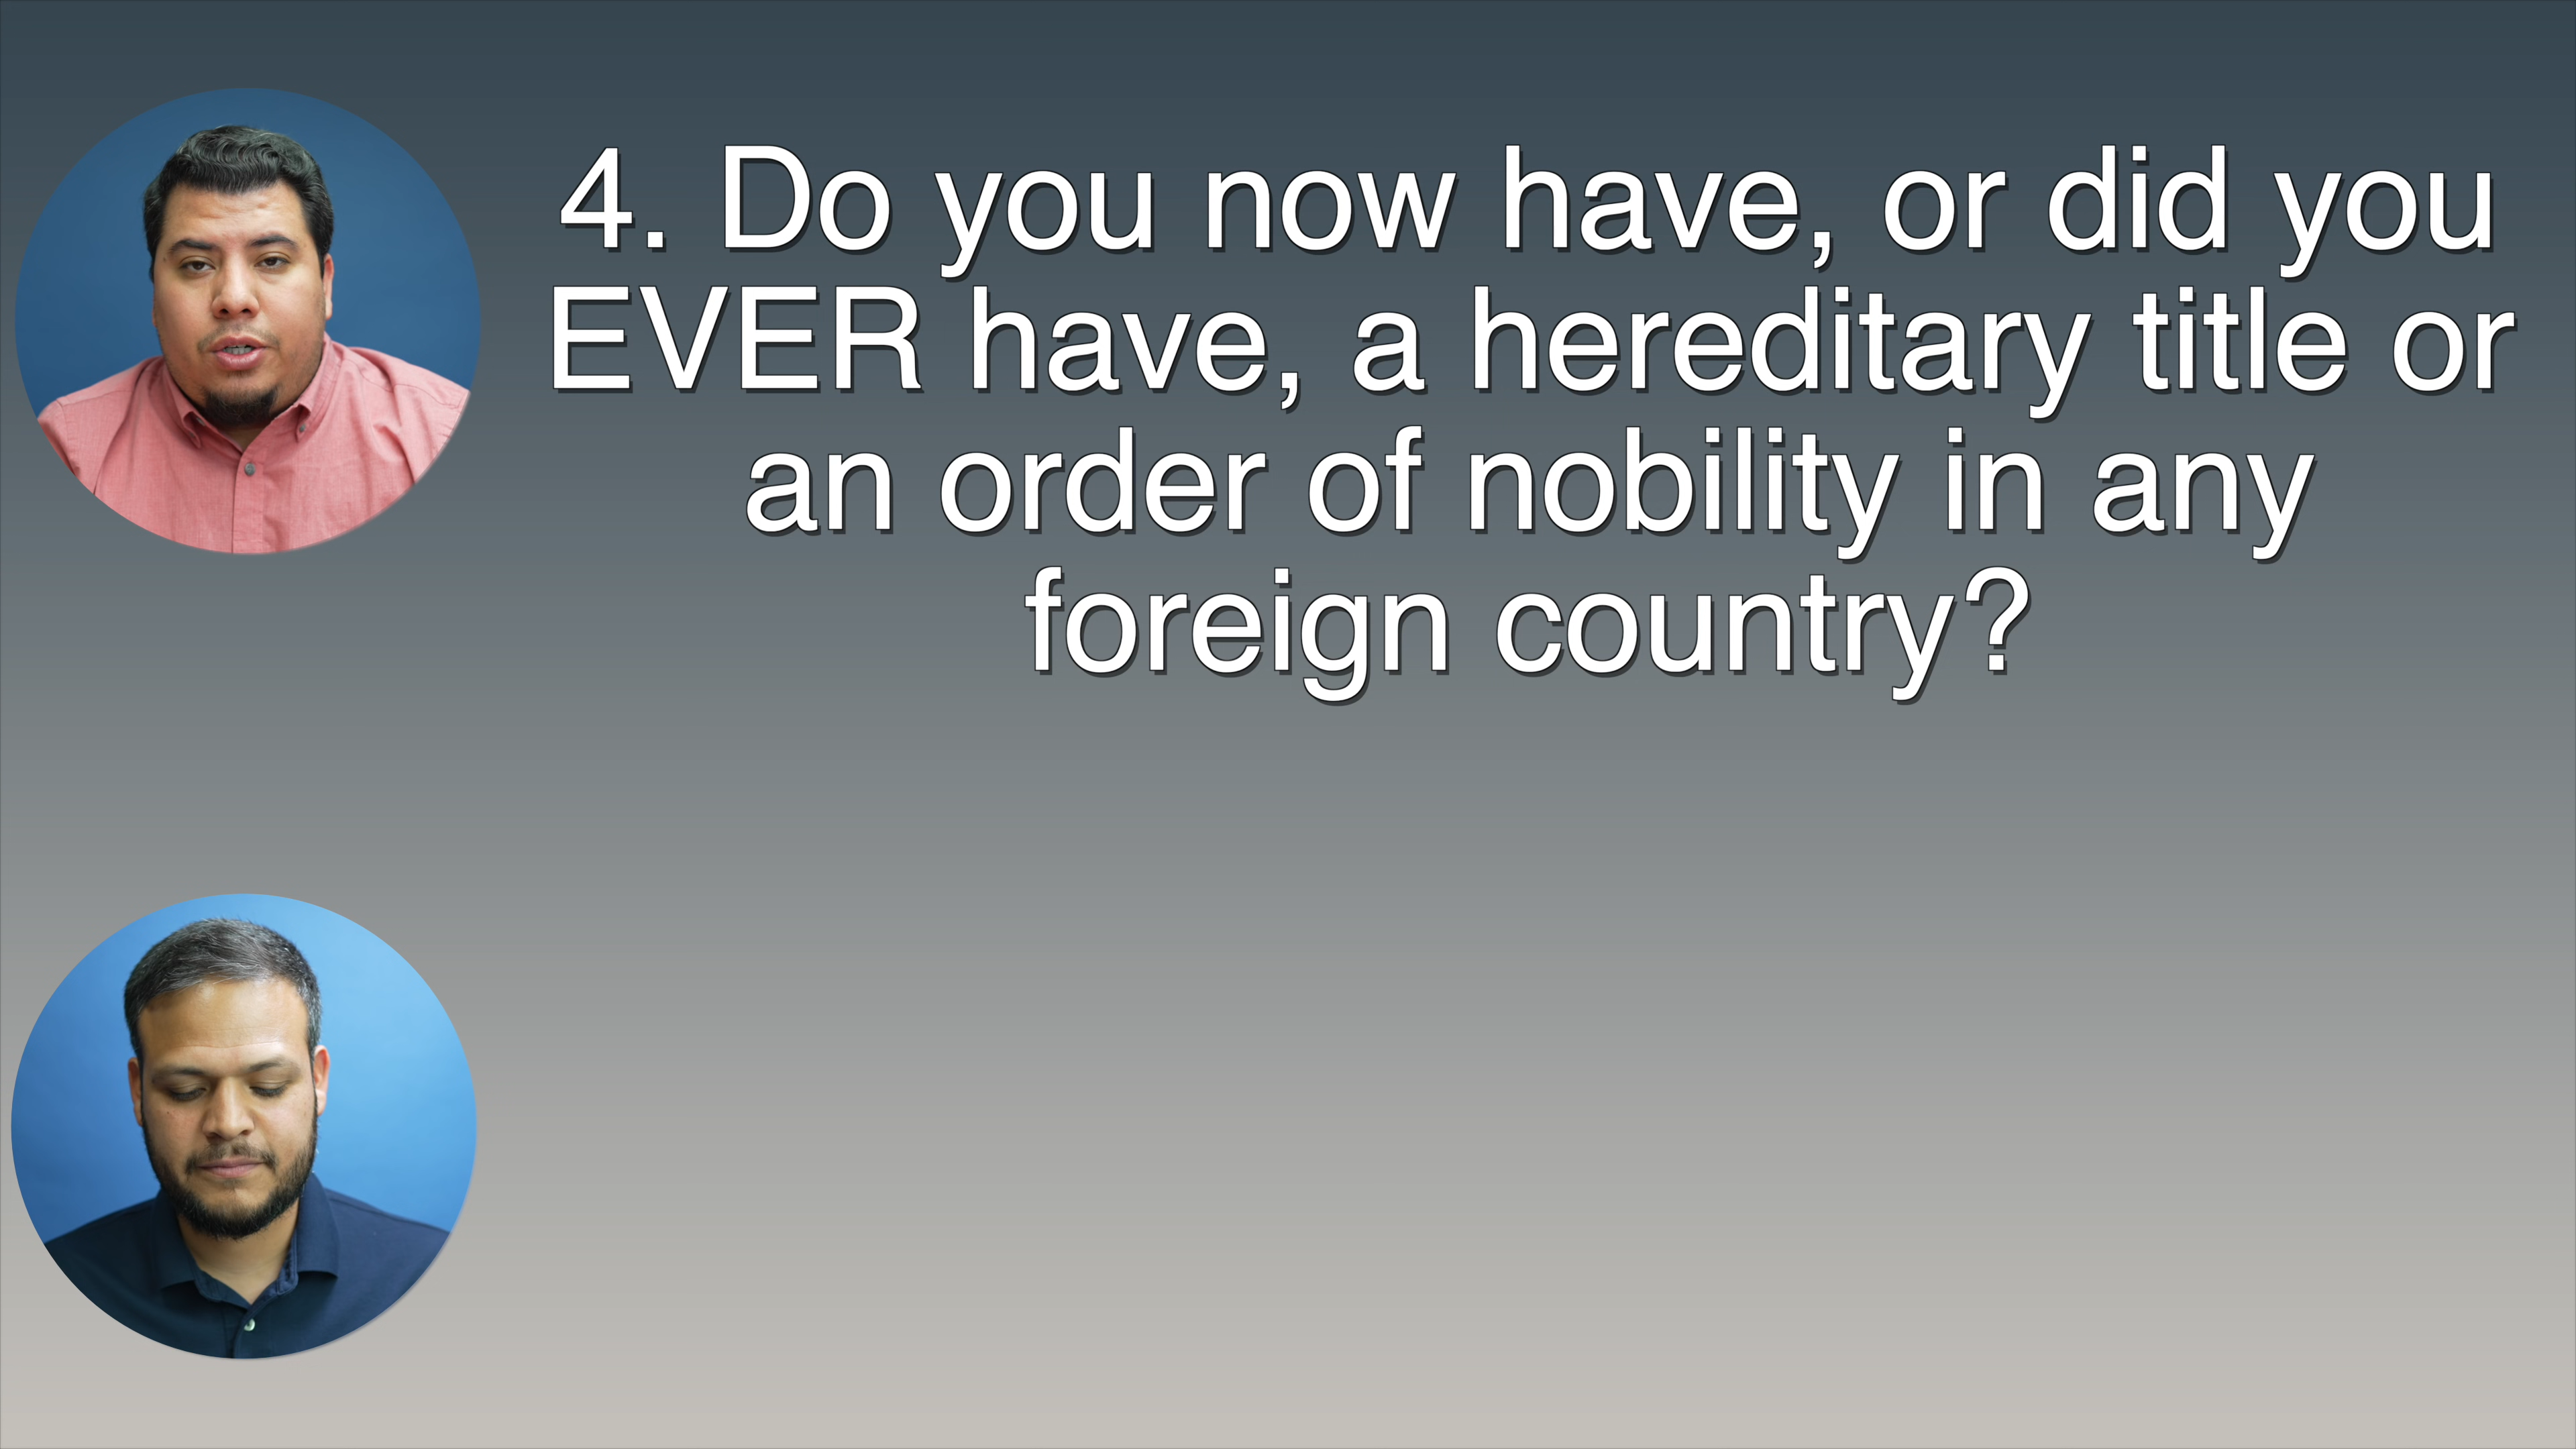 4. Do you now have, or did you
EVER have, a hereditary title or
an order of nobility in any
foreign country?